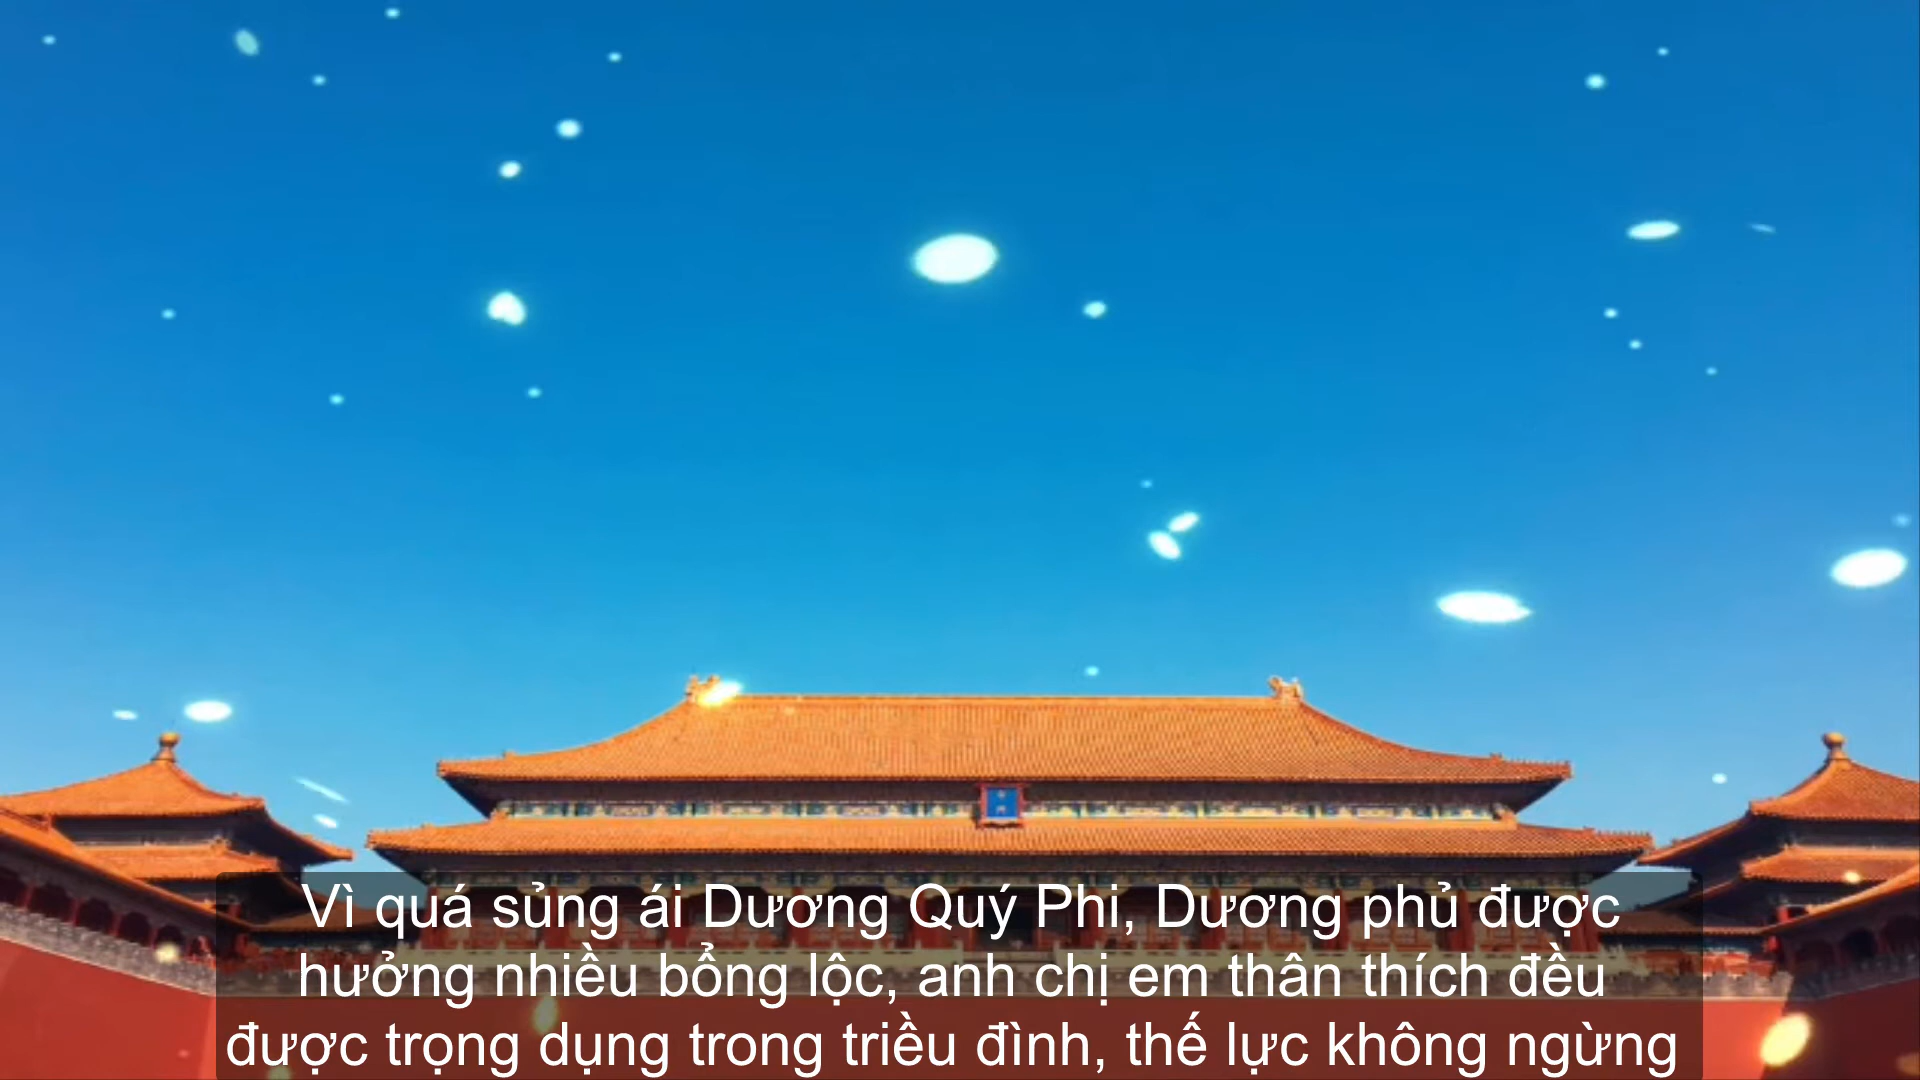 Vì quá sủng ái Dương Quý Phi, Dương phủ được
hưởng nhiều bổng lộc, anh chị em thân thích đều
được trọng dụng trong triều đình, thế lực không ngừng